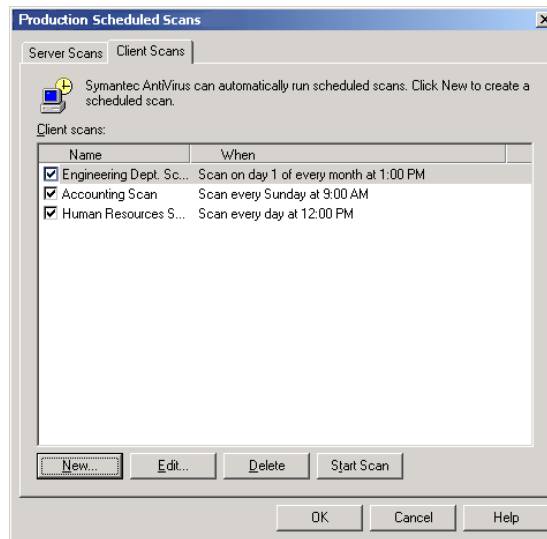 Production Scheduled Scans
Server Scans Client Scans
Symantec AntiVirus can automatically run scheduled scans. Click New to create a
scheduled scan.
Client scans:
Name When
Engineering Dept. Sc... Scan on day 1 of every month at 1:00 PM
Accounting Scan Scan every Sunday at 9:00 AM
Human Resources S... Scan every day at 12:00 PM
New... Edit... Delete Start Scan
OK Cancel Help